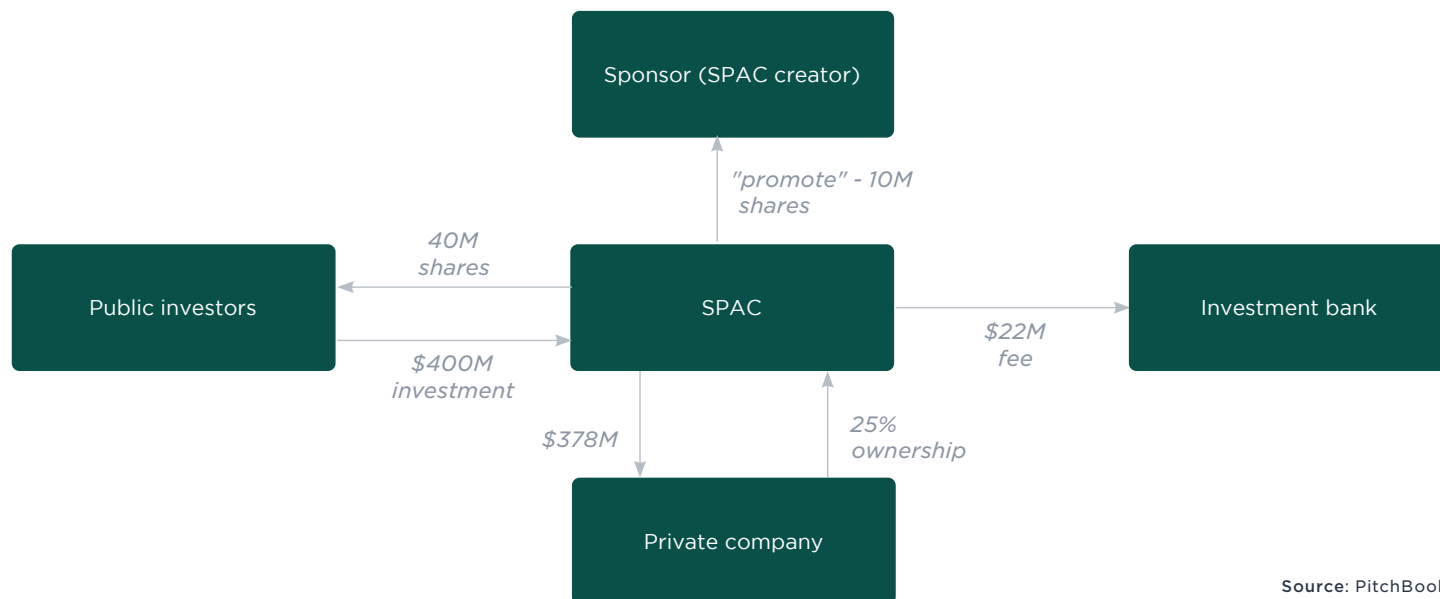 Sponsor (SPAC creator)
"promote" - 10M
shares
40M
shares
Public investors
SPAC
Investment bank
$400M
investment
$22M
fee
$378M
25%
ownership
Private company
Source: PitchBook